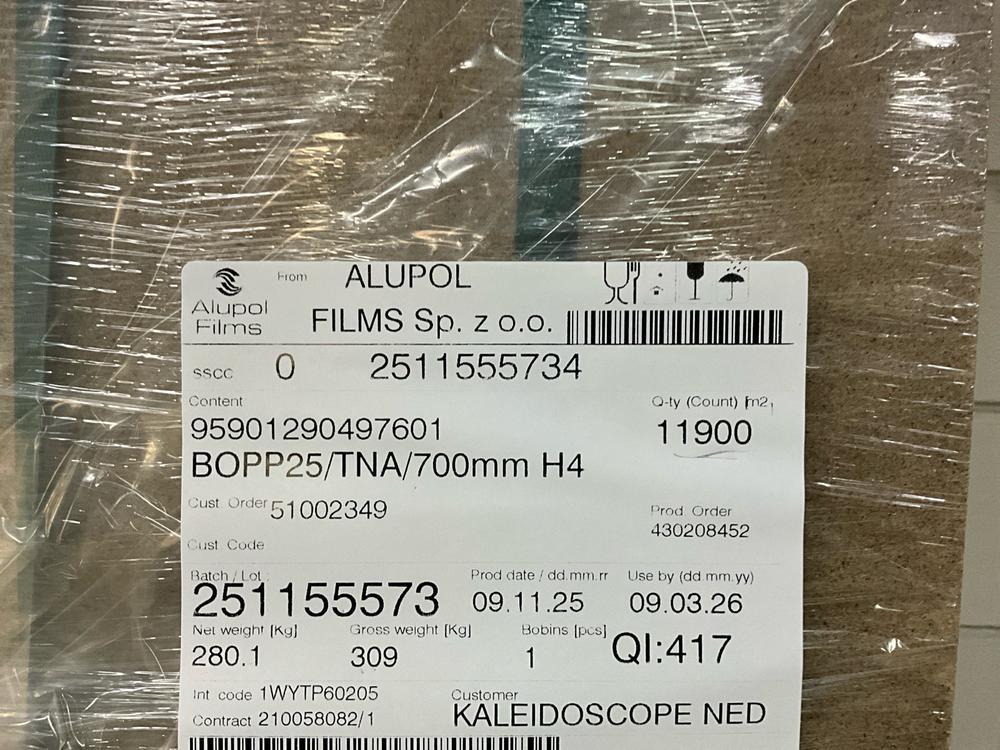 Alupol
Films
From ALUPOL
FILMS Sp. z o.o.
sscc 0 2511555734
Content
Q-ty (Count) [m2]
95901290497601
11900
BOPP25/TNA/700mm H4
Cust. Order 51002349
Prod. Order
430208452
Cust. Code
Batch / Lot
Prod date / dd.mm.rr
Use by (dd.mm.yy)
251155573
09.11.25
09.03.26
Net weight [Kg]
Gross weight [Kg]
Bobins [pcs]
QI:417
280.1
309
1
Int code 1WYTP60205
Customer
Contract 210058082/1
KALEIDOSCOPE NED